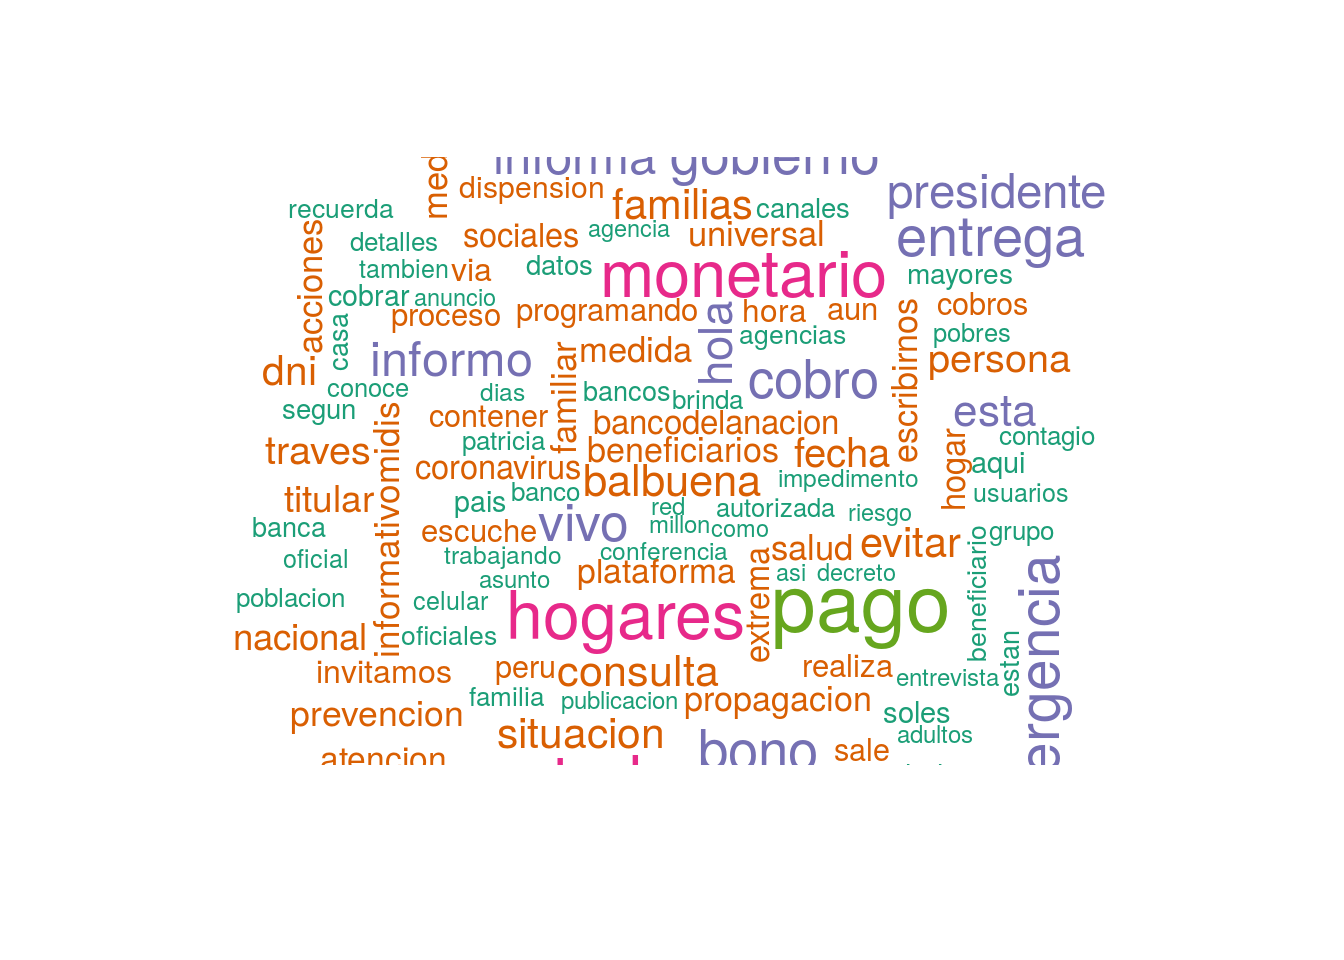 med
informa gobierno
dispension
familias
canales
presidente
recuerda
acciones
detalles
sociales
agencia
universal
entrega
tambien
via
datos
monetario
mayores
cobrar
anuncio
proceso
programando
hola
hora
aun
cobros
casa
informo
familiar
medida
agencias
escribirnos
pobres
persona
dni
conoce
dias
bancos
brinda
cobro
esta
segun
contener
bancodelanacion
contagio
informativomidis
patricia
traves
coronavirus
beneficiarios
fecha
hogar
aqui
titular
pais
banco
balbuena
impedimento
usuarios
banca
escuche
vivo
red
autorizada
riesgo
millon
como
beneficiario
grupo
oficial
trabajando
conferencia
salud
evitar
asunto
plataforma
extrema
asi
decreto
poblacion
celular
hogares
pago
ergencia
nacional
oficiales
estan
invitamos
peru
consulta
realiza
entrevista
familia
publicacion
propagacion
prevencion
soles
situacion
bono
sale
adultos
atencion